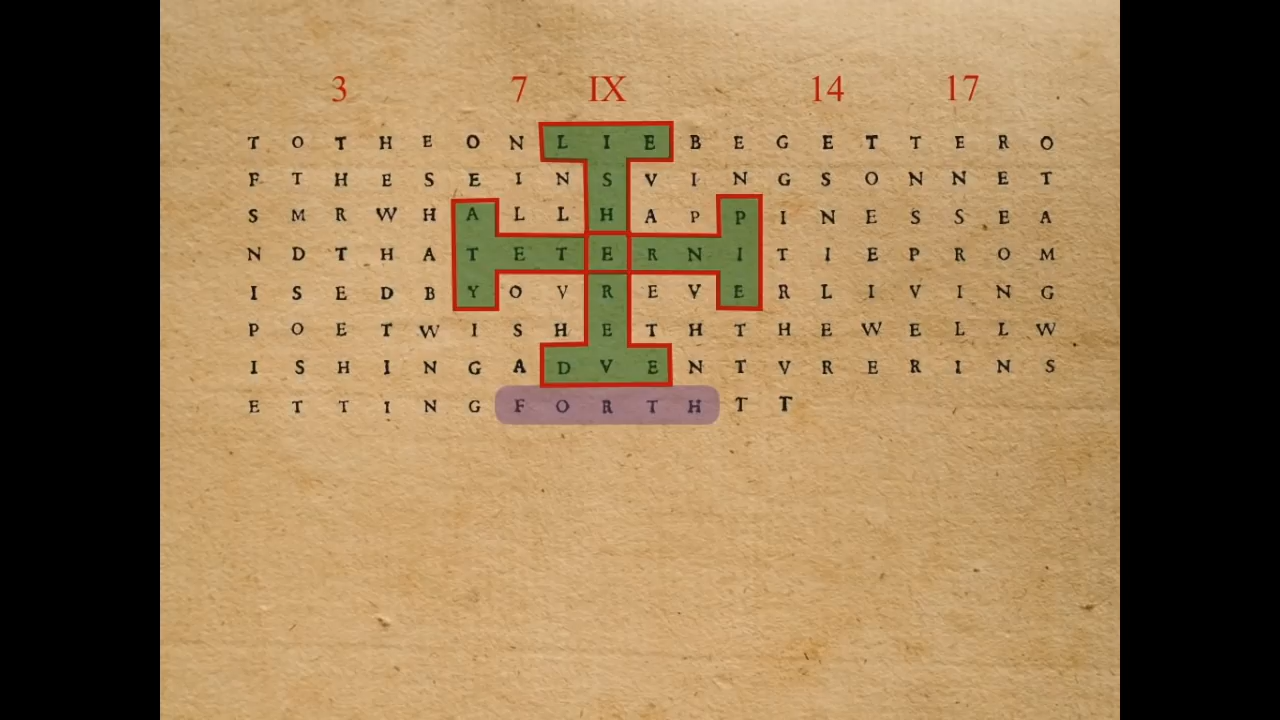 3 7 IX 14 17
T O T H E O N L I E B E G E T T E R O
F T H E S E I N S V I N G S O N N E T
S M R W H A L L H A P P I N E S S E A
N D T H A T E T E R N I T I E P R O M
I S E D B Y O V R E V E R L I V I N G
P O E T W I S H E T H T H E W E L L W
I S H I N G A D V E N T V R E R I N S
E T T I N G F O R T H T T